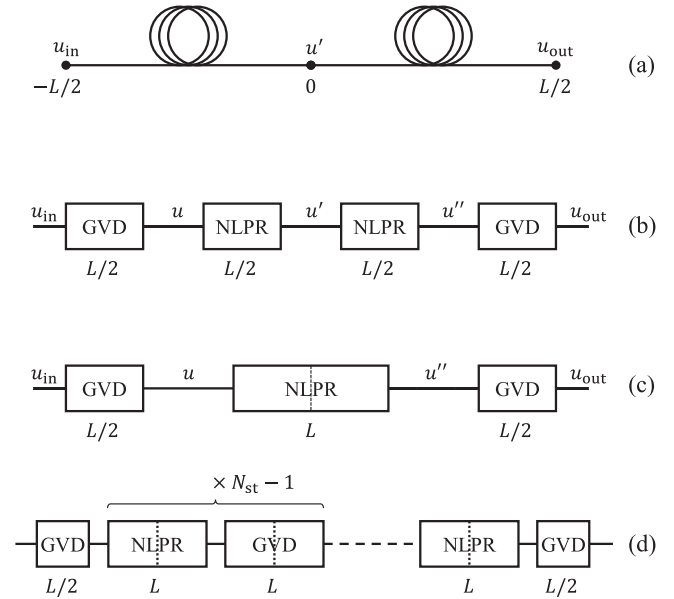 u_in u′ u_out
−L/2 0 L/2 (a)
u_in GVD u NLPR u′ NLPR u″ GVD u_out (b)
L/2 L/2 L/2 L/2
u_in GVD u NLPR u″ GVD u_out (c)
L/2 L L/2
× N_st − 1
GVD NLPR GVD NLPR GVD (d)
L/2 L L L L/2